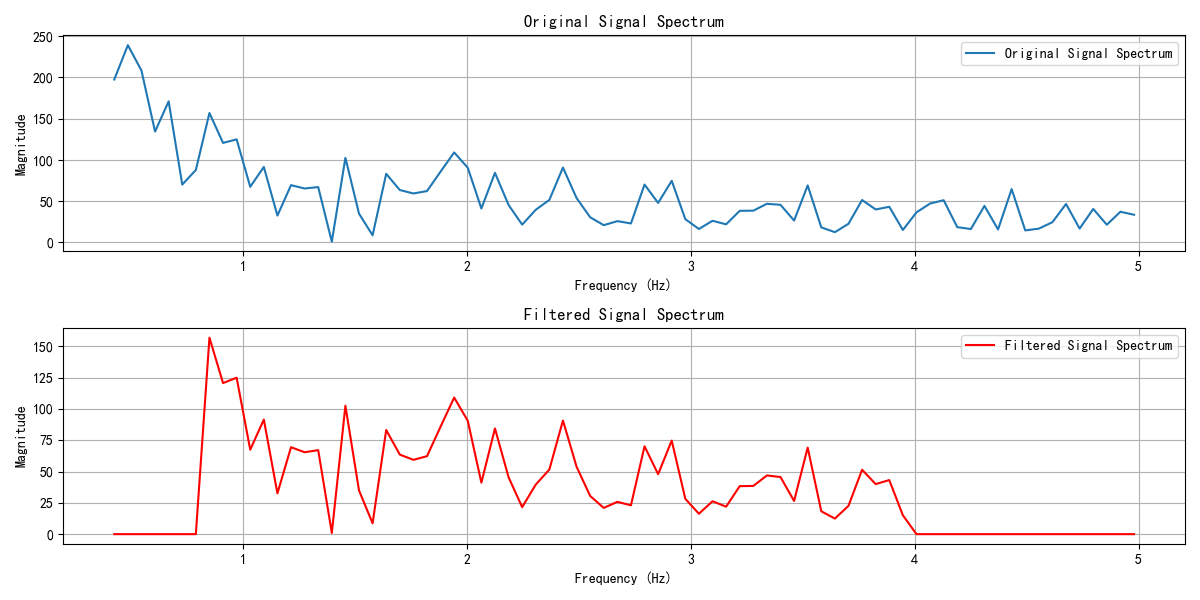 Original Signal Spectrum
250
200
150
100
50
0
Magnitude
Original Signal Spectrum
1 2 3 4 5
Frequency (Hz)
Filtered Signal Spectrum
150
125
100
75
50
25
0
Magnitude
Filtered Signal Spectrum
1 2 3 4 5
Frequency (Hz)